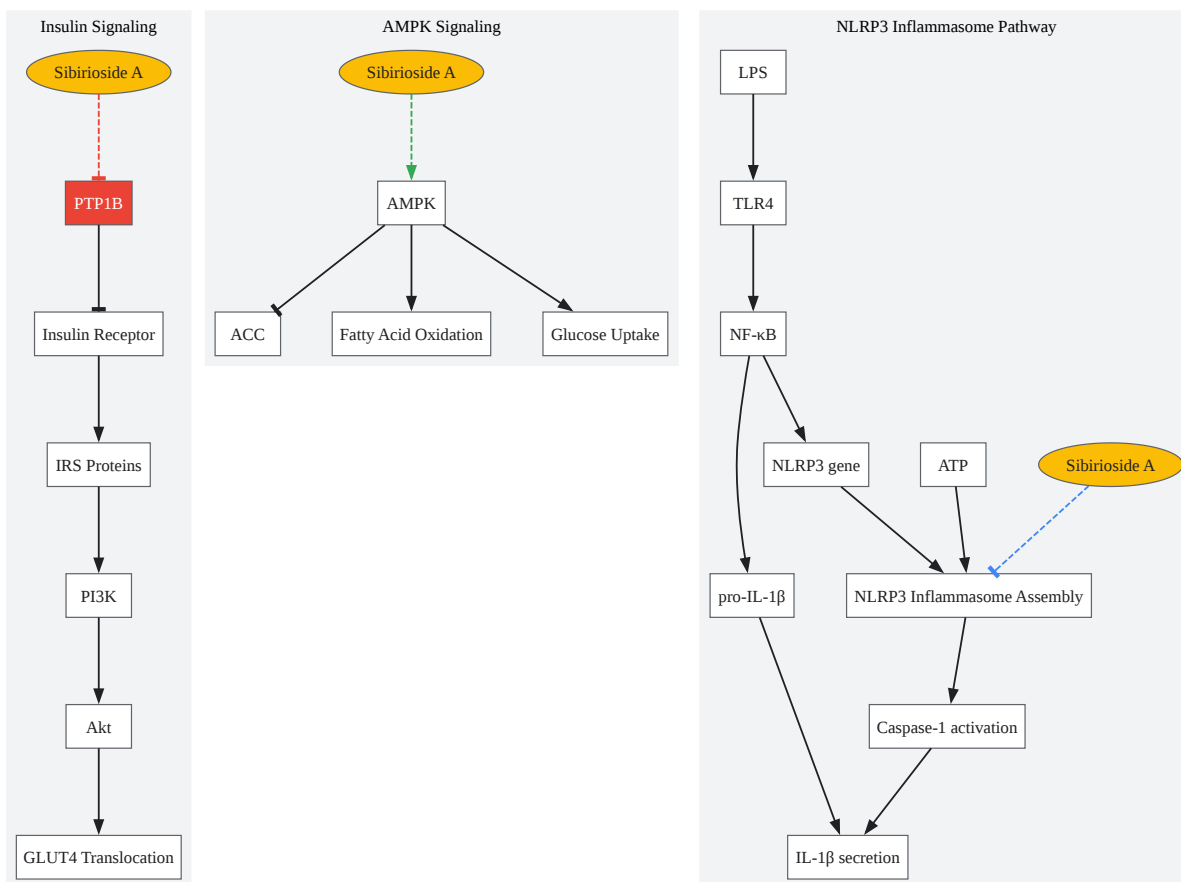 Insulin Signaling
Sibirioside A
PTP1B
Insulin Receptor
IRS Proteins
PI3K
Akt
GLUT4 Translocation
AMPK Signaling
Sibirioside A
AMPK
ACC
Fatty Acid Oxidation
Glucose Uptake
NLRP3 Inflammasome Pathway
LPS
TLR4
NF-κB
NLRP3 gene
ATP
Sibirioside A
pro-IL-1β
NLRP3 Inflammasome Assembly
Caspase-1 activation
IL-1β secretion